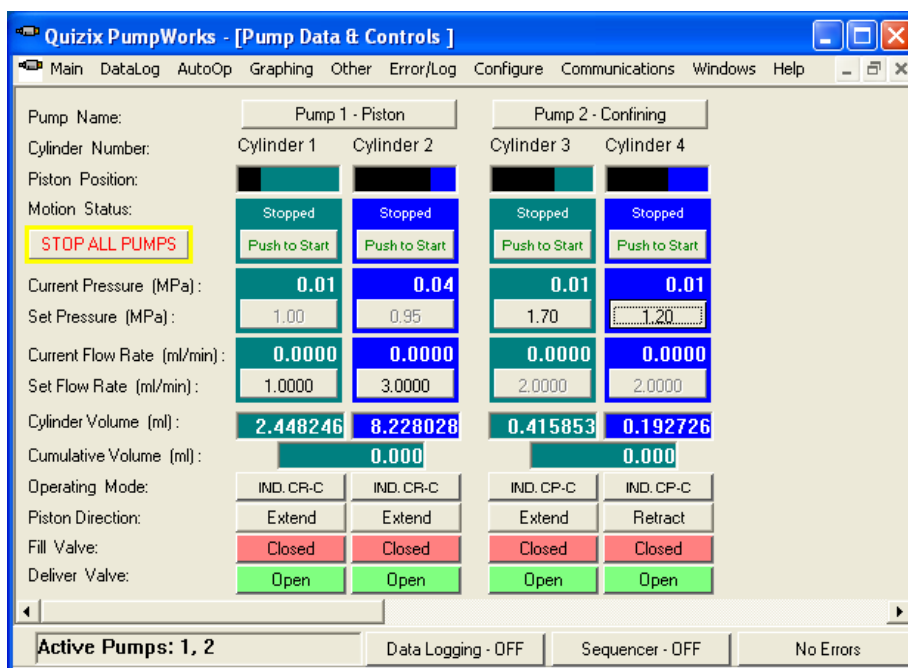 Quizix PumpWorks - [Pump Data & Controls ]
Main DataLog AutoOp Graphing Other Error/Log Configure Communications Windows Help
Pump Name: Pump 1 - Piston Pump 2 - Confining
Cylinder Number: Cylinder 1 Cylinder 2 Cylinder 3 Cylinder 4
Piston Position:
Motion Status: Stopped Stopped Stopped Stopped
STOP ALL PUMPS Push to Start Push to Start Push to Start Push to Start
Current Pressure (MPa) : 0.01 0.04 0.01 0.01
Set Pressure (MPa) : 1.00 0.95 1.70 1.20
Current Flow Rate (ml/min) : 0.0000 0.0000 0.0000 0.0000
Set Flow Rate (ml/min) : 1.0000 3.0000 2.0000 2.0000
Cylinder Volume (ml) : 2.448246 8.228028 0.415853 0.192726
Cumulative Volume (ml) : 0.000 0.000
Operating Mode: IND. CR-C IND. CR-C IND. CP-C IND. CP-C
Piston Direction: Extend Extend Extend Retract
Fill Valve: Closed Closed Closed Closed
Deliver Valve: Open Open Open Open
Active Pumps: 1, 2 Data Logging - OFF Sequencer - OFF No Errors